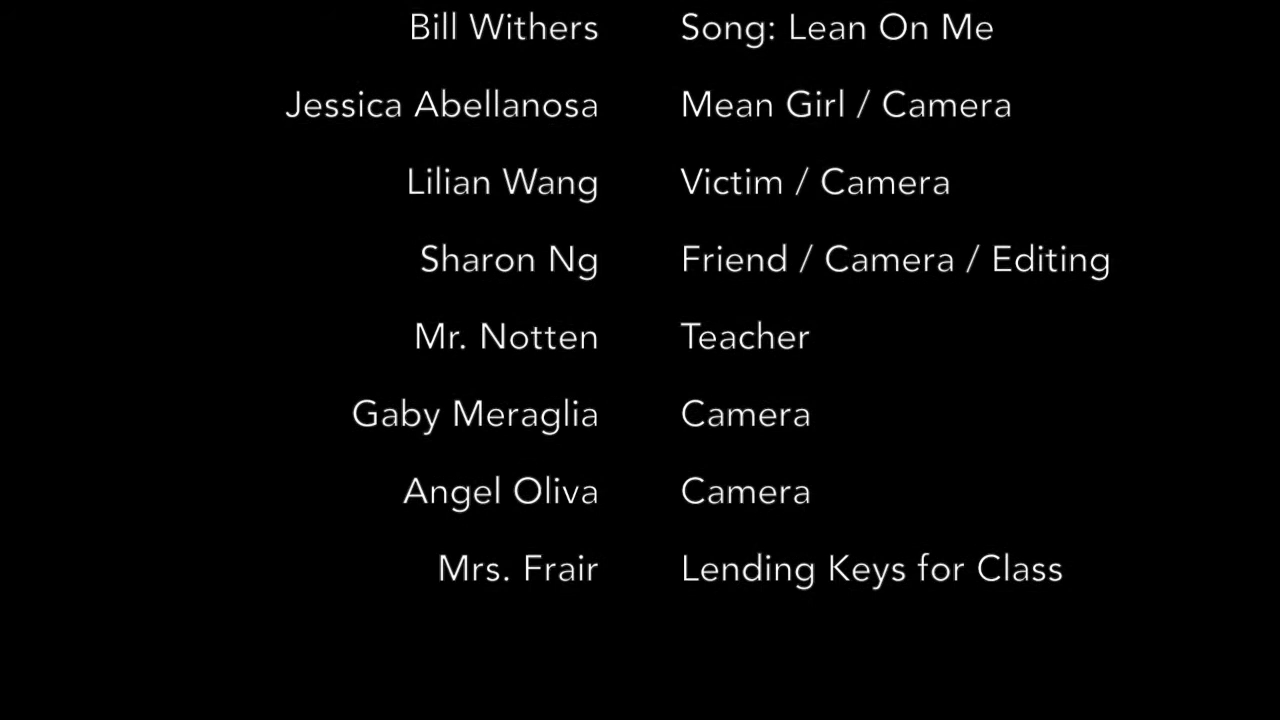 Bill Withers Song: Lean On Me
Jessica Abellanosa Mean Girl / Camera
Lilian Wang Victim / Camera
Sharon Ng Friend / Camera / Editing
Mr. Notten Teacher
Gaby Meraglia Camera
Angel Oliva Camera
Mrs. Frair Lending Keys for Class